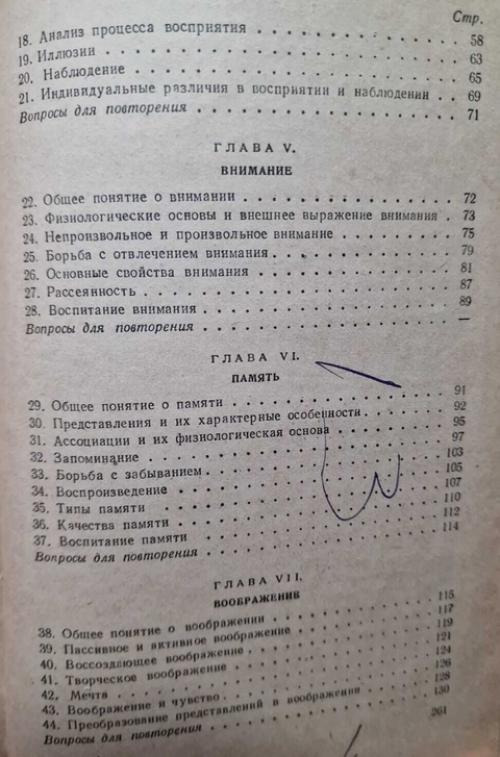 Стр.
18. Анализ процесса восприятия . . . . . . . . . . . . 58
19. Иллюзии . . . . . . . . . . . . 63
20. Наблюдение . . . . . . . . . . . . 65
21. Индивидуальные различия в восприятии и наблюдении . . 69
Вопросы для повторения . . . . . . . . . . . . 71
ГЛАВА V.
ВНИМАНИЕ
22. Общее понятие о внимании . . . . . . . . . . . . 72
23. Физиологические основы и внешнее выражение внимания . 73
24. Непроизвольное и произвольное внимание . . . . . . . 75
25. Борьба с отвлечением внимания . . . . . . . . . . . . 79
26. Основные свойства внимания . . . . . . . . . . . . 81
27. Рассеянность . . . . . . . . . . . . 87
28. Воспитание внимания . . . . . . . . . . . . 89
Вопросы для повторения . . . . . . . . . . . . —
ГЛАВА VI.
ПАМЯТЬ
29. Общее понятие о памяти . . . . . . . . . . . . 91
30. Представления и их характерные особенности . . . . . . 92
31. Ассоциации и их физиологическая основа . . . . . . . . 95
32. Запоминание . . . . . . . . . . . . 97
33. Борьба с забыванием . . . . . . . . . . . . 103
34. Воспроизведение . . . . . . . . . . . . 105
35. Типы памяти . . . . . . . . . . . . 107
36. Качества памяти . . . . . . . . . . . . 110
37. Воспитание памяти . . . . . . . . . . . . 112
Вопросы для повторения . . . . . . . . . . . . 114
ГЛАВА VII.
ВООБРАЖЕНИЕ
38. Общее понятие о воображении . . . . . . . . . . . . 115
39. Пассивное и активное воображение . . . . . . . . . . 117
40. Воссоздающее воображение . . . . . . . . . . . . 119
41. Творческое воображение . . . . . . . . . . . . 121
42. Мечта . . . . . . . . . . . . 124
43. Воображение и чувство . . . . . . . . . . . . 126
44. Преобразование представлений в воображении . . . . . 128
Вопросы для повторения . . . . . . . . . . . . 130
261